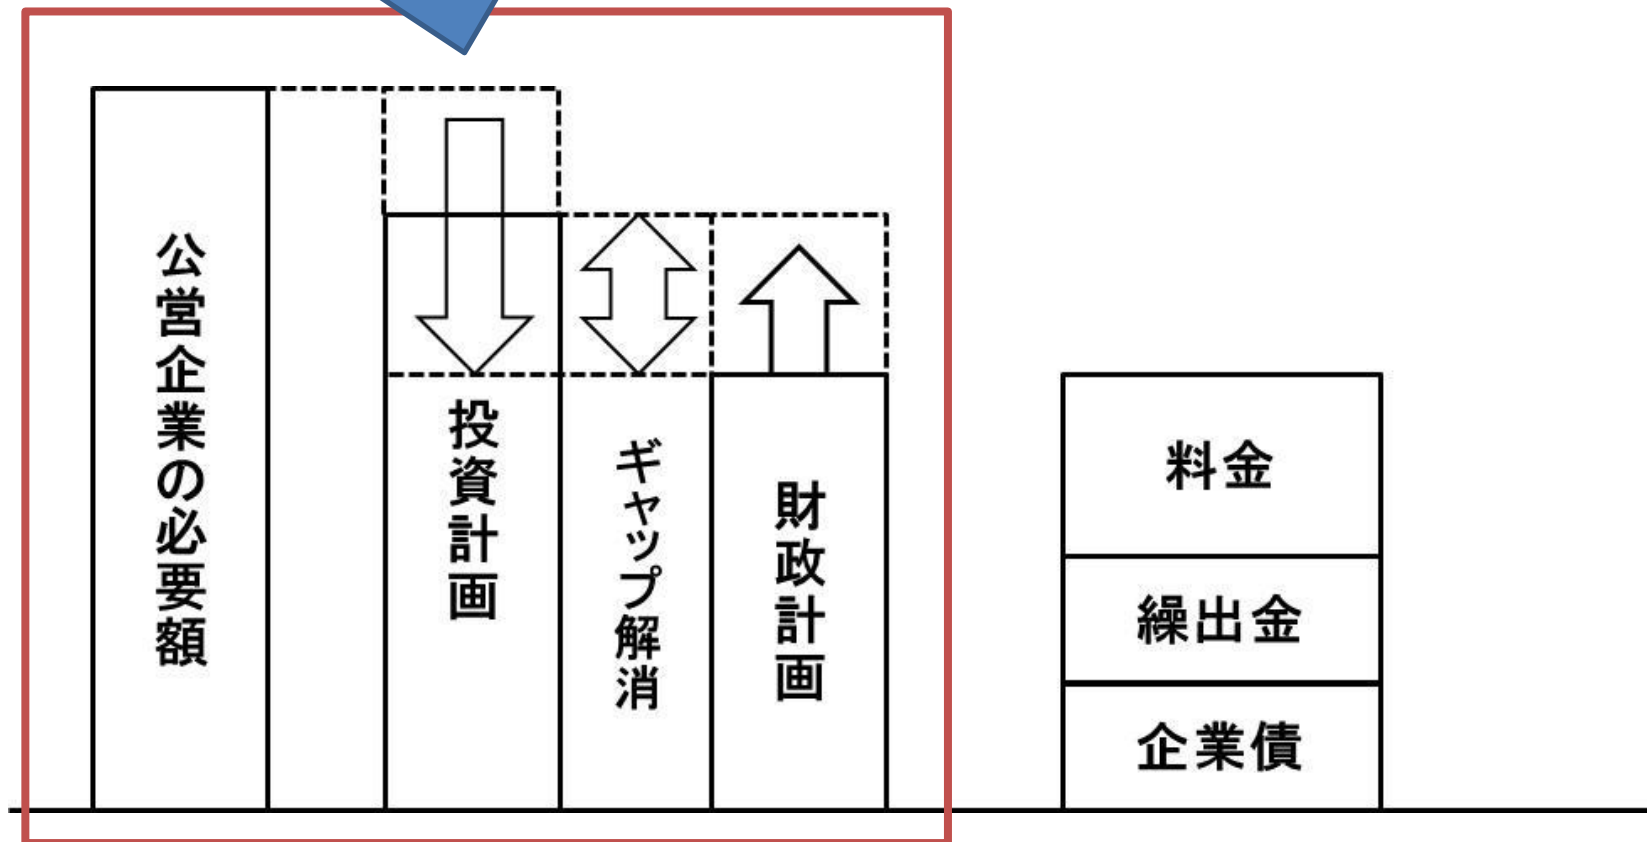 公営企業の必要額
投資計画
ギャップ解消
財政計画
料金
繰出金
企業債